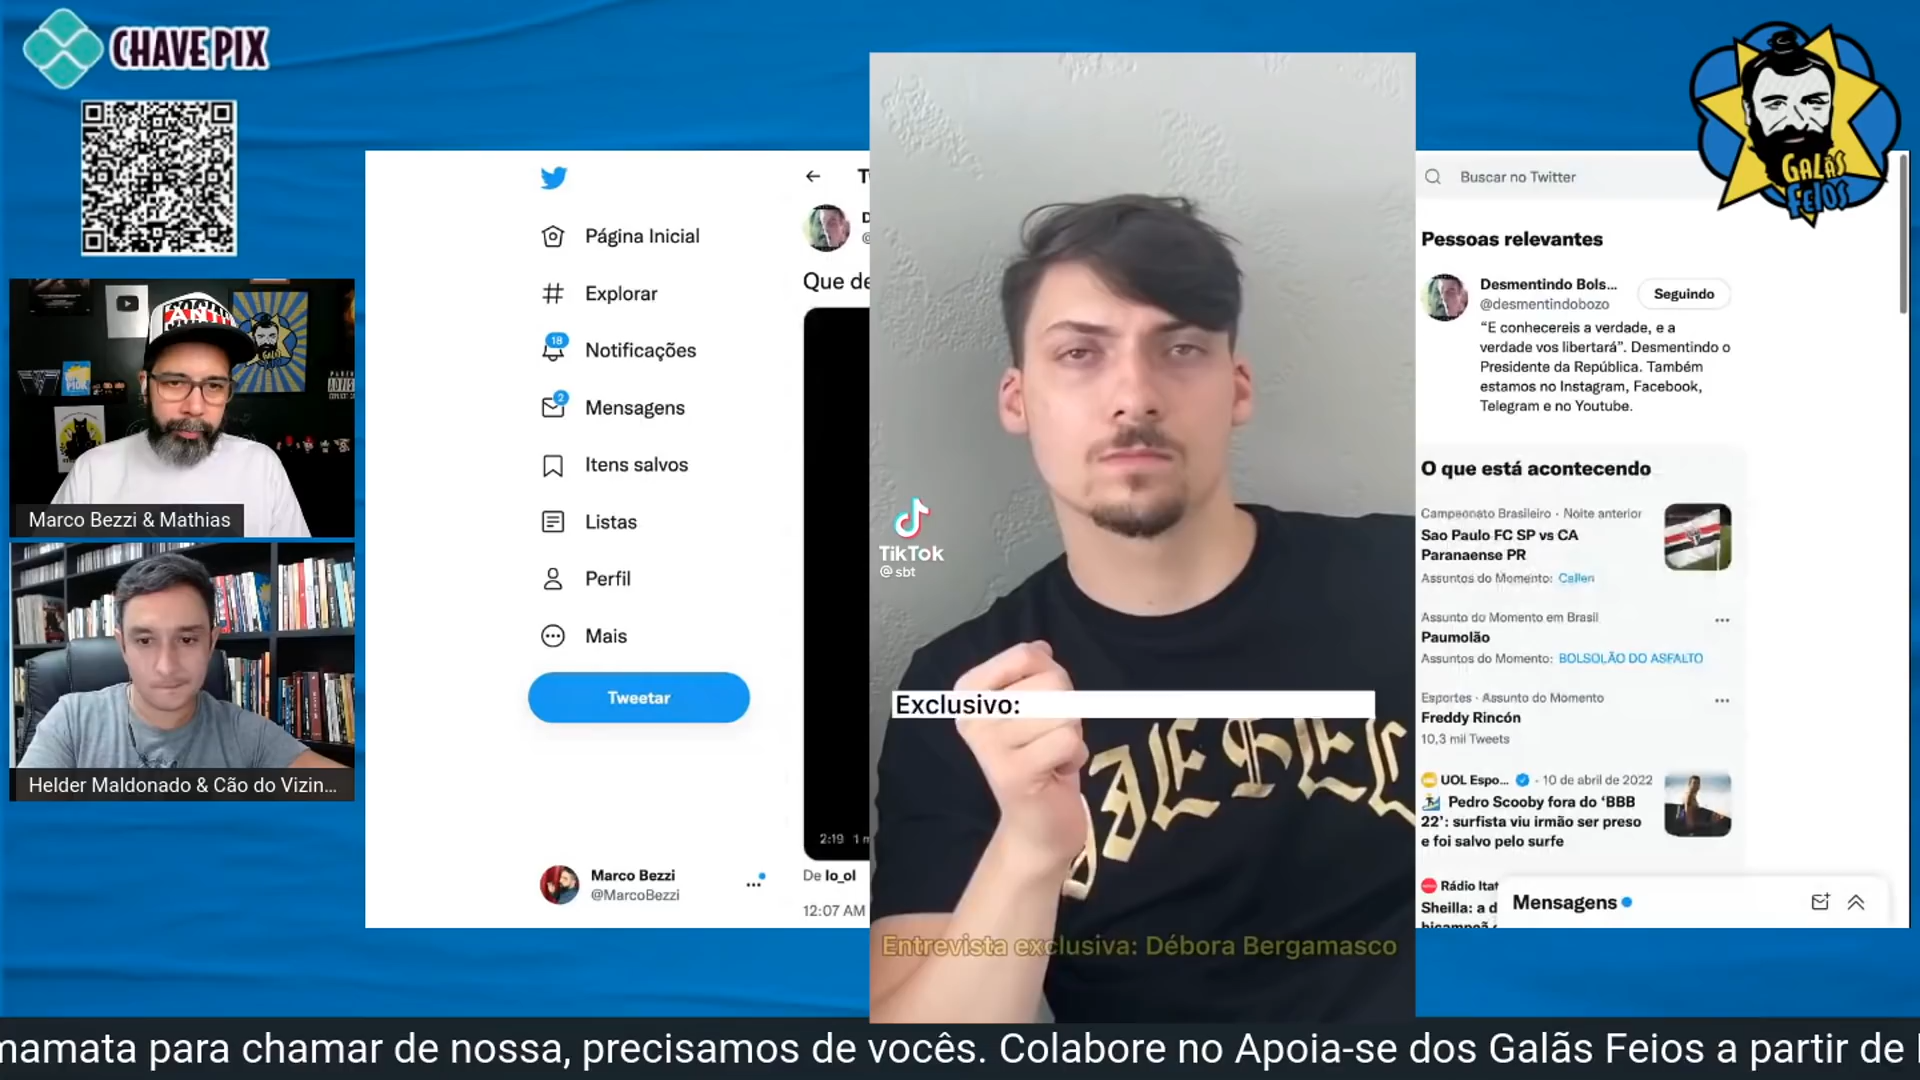 CHAVE PIX
GALÃS
FEIOS
ANTI
Marco Bezzi & Mathias
Helder Maldonado & Cão do Vizin...
Página Inicial
Explorar
18
Notificações
2
Mensagens
Itens salvos
Listas
Perfil
Mais
Tweetar
Marco Bezzi
@MarcoBezzi
Que de
2:19
De lo_ol
12:07 AM
TikTok
@sbt
Exclusivo:
Entrevista exclusiva: Débora Bergamasco
Buscar no Twitter
Pessoas relevantes
Desmentindo Bols...
@desmentindobozo
Seguindo
“E conhecereis a verdade, e a
verdade vos libertará”. Desmentindo o
Presidente da República. Também
estamos no Instagram, Facebook,
Telegram e no Youtube.
O que está acontecendo
Campeonato Brasileiro · Noite anterior
Sao Paulo FC SP vs CA
Paranaense PR
Assuntos do Momento: Calleri
Assunto do Momento em Brasil
Paumolão
Assuntos do Momento: BOLSOLÃO DO ASFALTO
Esportes · Assunto do Momento
Freddy Rincón
10,3 mil Tweets
UOL Espo... · 10 de abril de 2022
Pedro Scooby fora do ‘BBB
22’: surfista viu irmão ser preso
e foi salvo pelo surfe
Rádio Itat
Sheilla: a d
Mensagens
mamata para chamar de nossa, precisamos de vocês. Colabore no Apoia-se dos Galãs Feios a partir de